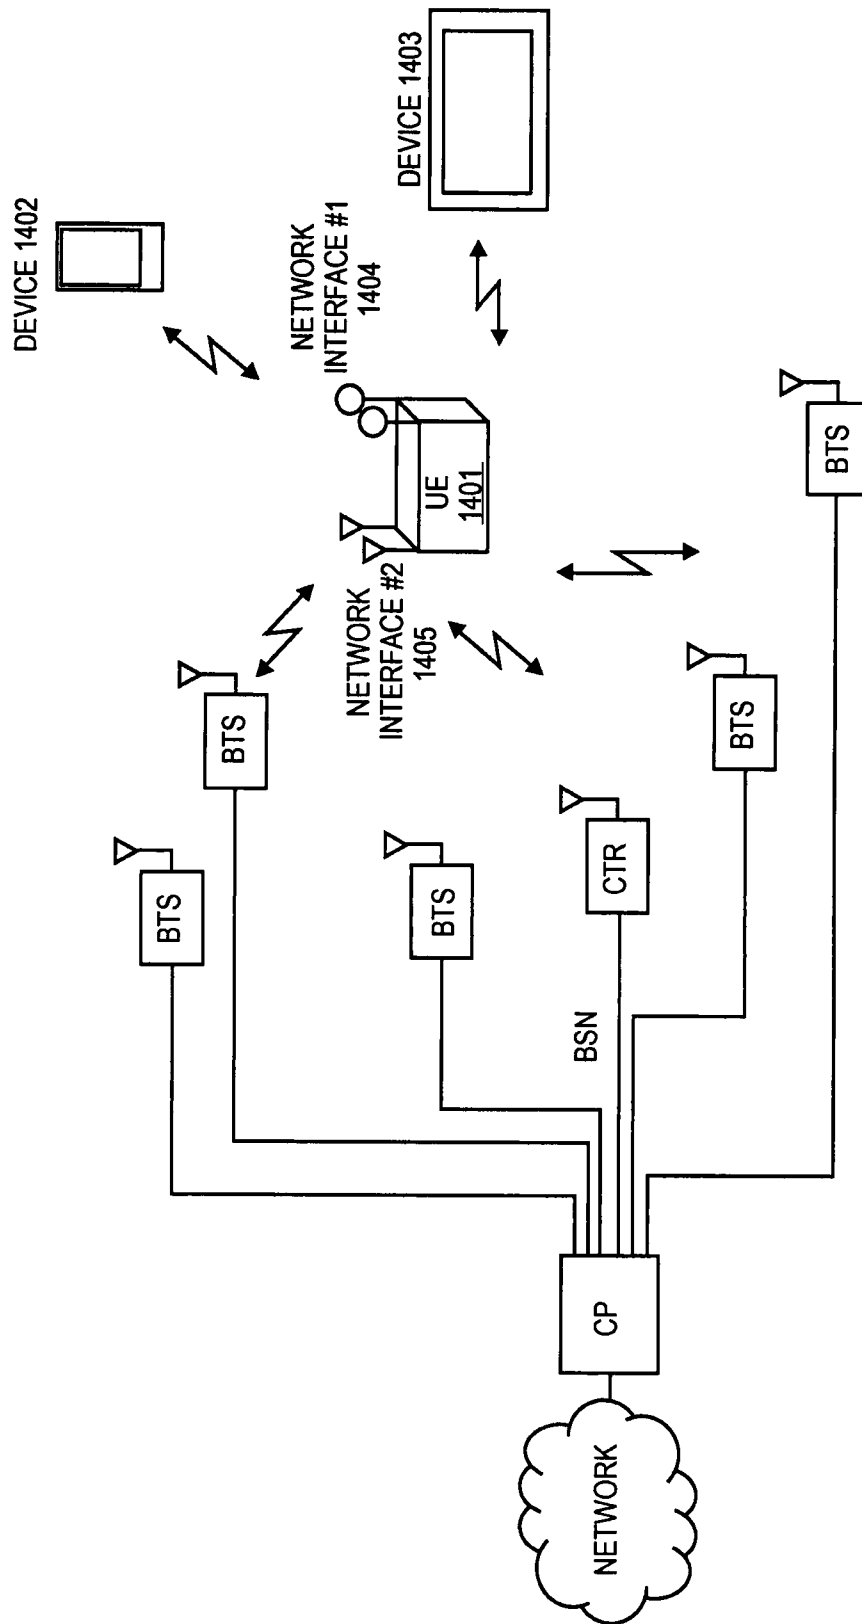 DEVICE 1402
DEVICE 1403
NETWORK
INTERFACE #1
1404
UE
1401
NETWORK
INTERFACE #2
1405
BTS
BTS
BTS
CTR
BTS
BTS
BSN
CP
NETWORK